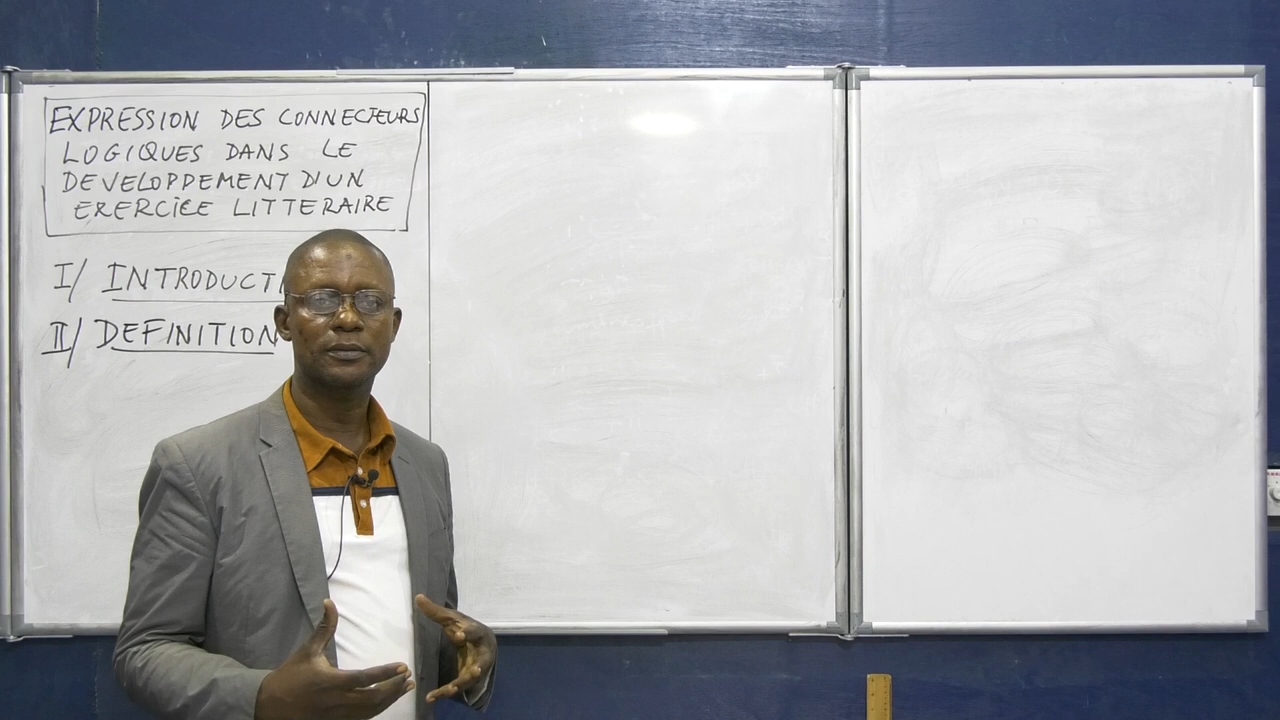 EXPRESSION DES CONNECTEURS
LOGIQUES DANS LE
DEVELOPPEMENT D'UN
EXERCICE LITTERAIRE
I/ INTRODUCT
II/ DEFINITION